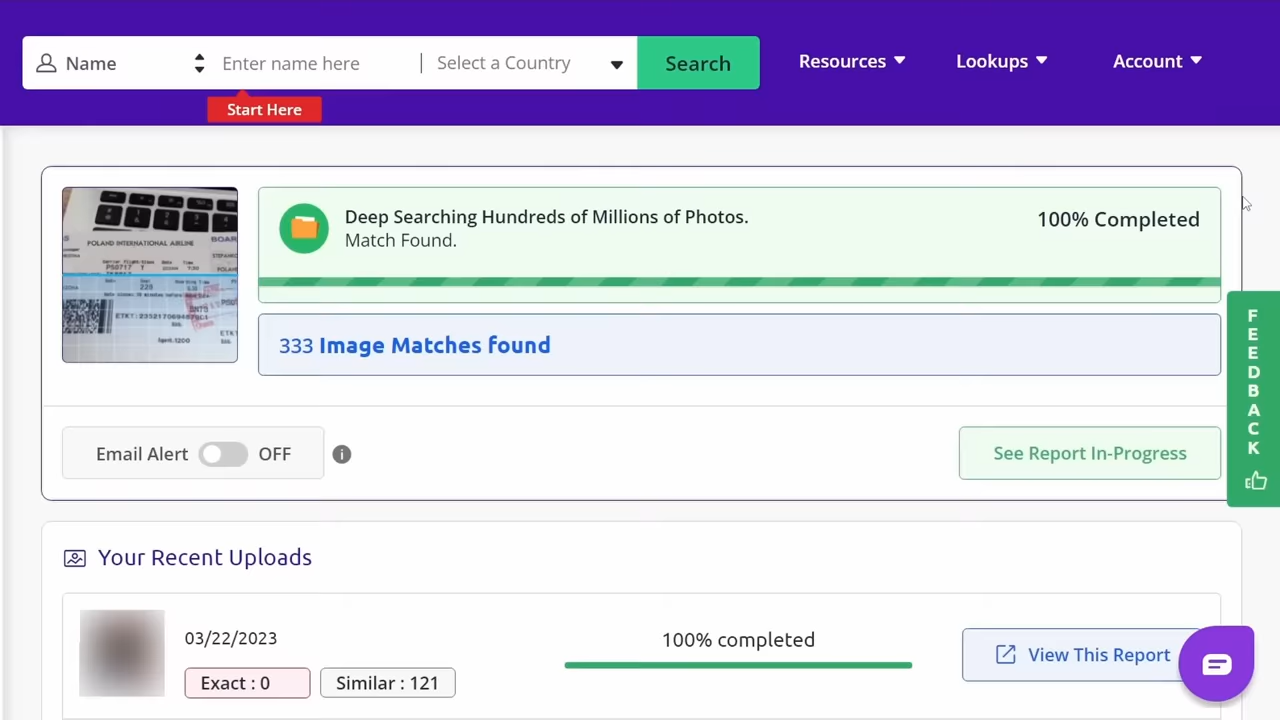 Name
Enter name here
Select a Country
Search
Resources
Lookups
Account
Start Here
POLAND INTERNATIONAL AIRLINE
Deep Searching Hundreds of Millions of Photos.
Match Found.
100% Completed
333 Image Matches found
Email Alert
OFF
See Report In-Progress
FEEDBACK
Your Recent Uploads
03/22/2023
Exact : 0
Similar : 121
100% completed
View This Report